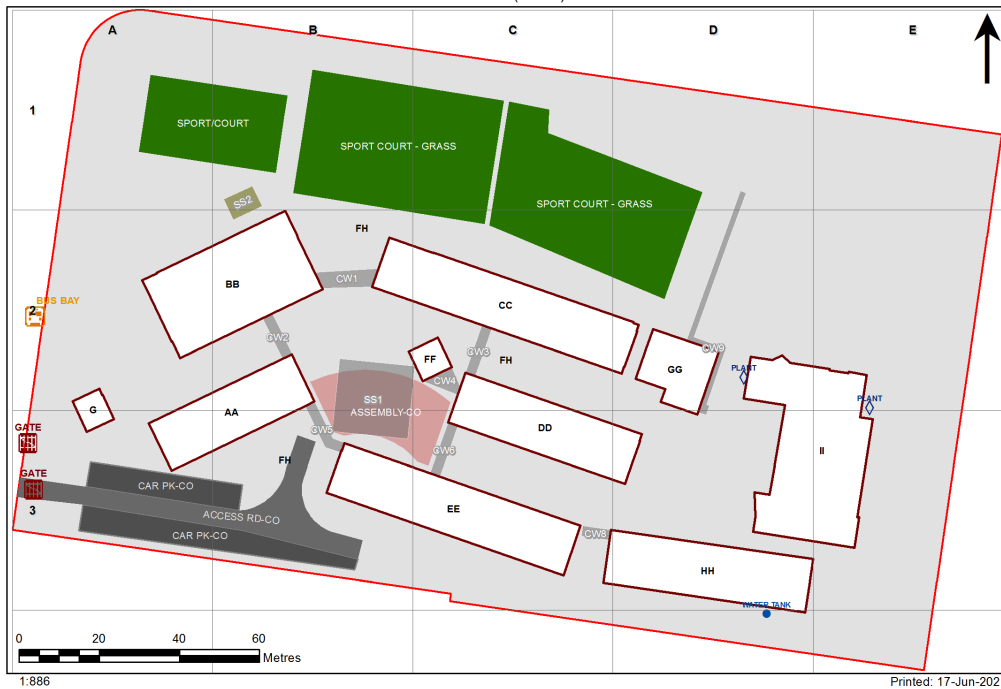 A
B
C
D
E
1
SPORT/COURT
SPORT COURT - GRASS
SPORT COURT - GRASS
SS2
FH
CW1
BB
BUS BAY
2
CC
CW2
CW3
FF
FH
CW9
GG
PLANT
CW4
SS1
ASSEMBLY-CO
PLANT
G
AA
GATE
CW5
DD
CW6
II
FH
GATE
CAR PK-CO
3
ACCESS RD-CO
EE
CAR PK-CO
CW8
HH
WATER TANK
0 20 40 60
Metres
1:886
Printed: 17-Jun-202